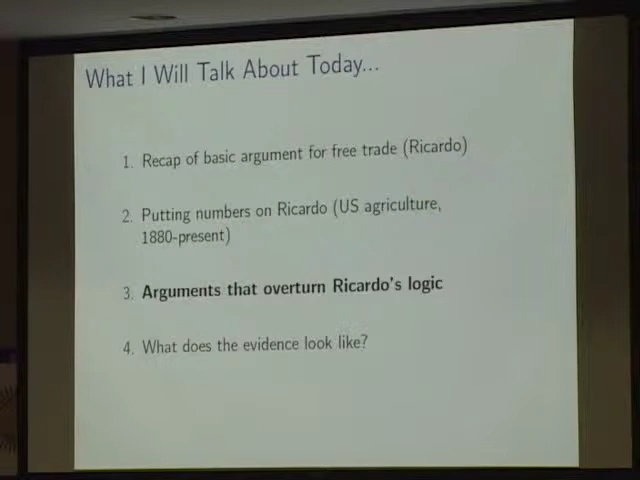 What I Will Talk About Today...
1. Recap of basic argument for free trade (Ricardo)
2. Putting numbers on Ricardo (US agriculture,
1880-present)
3. Arguments that overturn Ricardo's logic
4. What does the evidence look like?